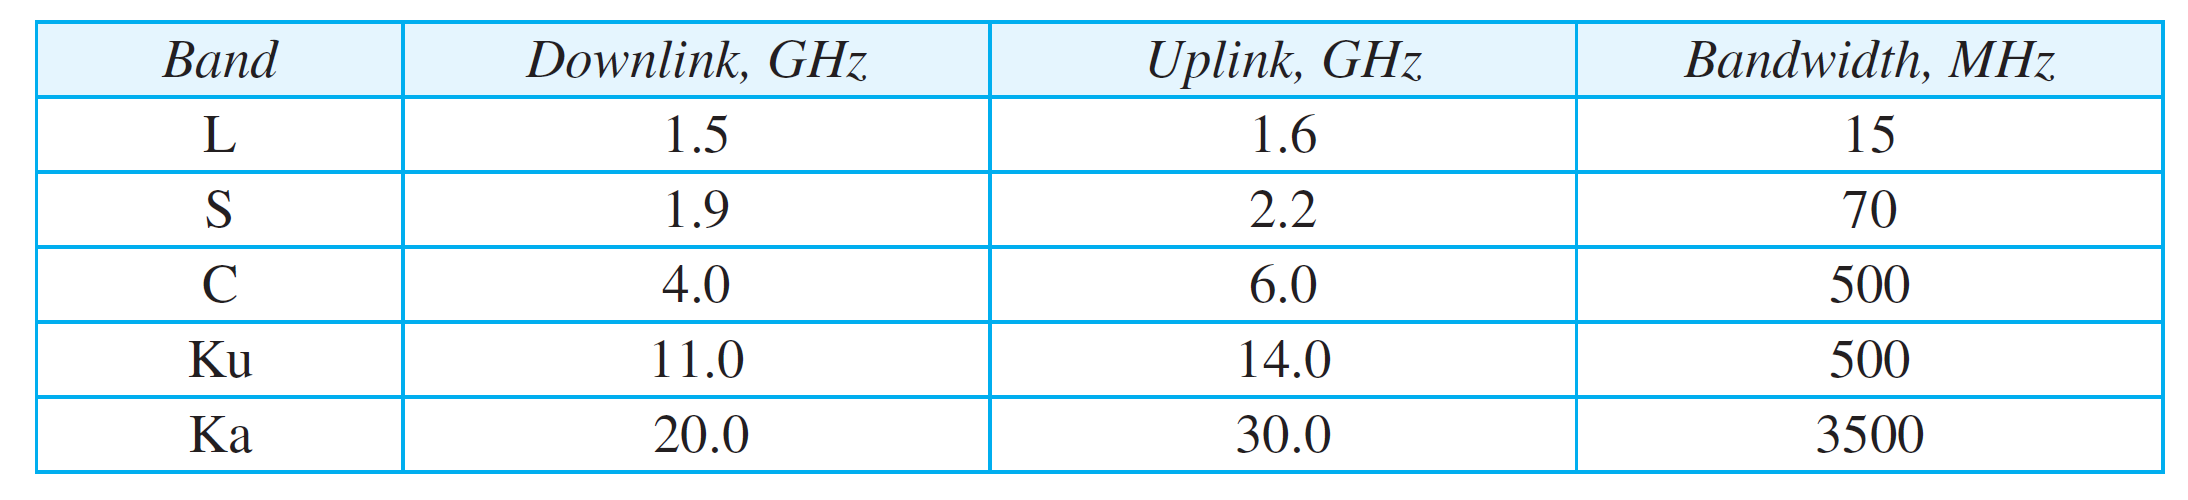 Band Downlink, GHz Uplink, GHz Bandwidth, MHz
L 1.5 1.6 15
S 1.9 2.2 70
C 4.0 6.0 500
Ku 11.0 14.0 500
Ka 20.0 30.0 3500